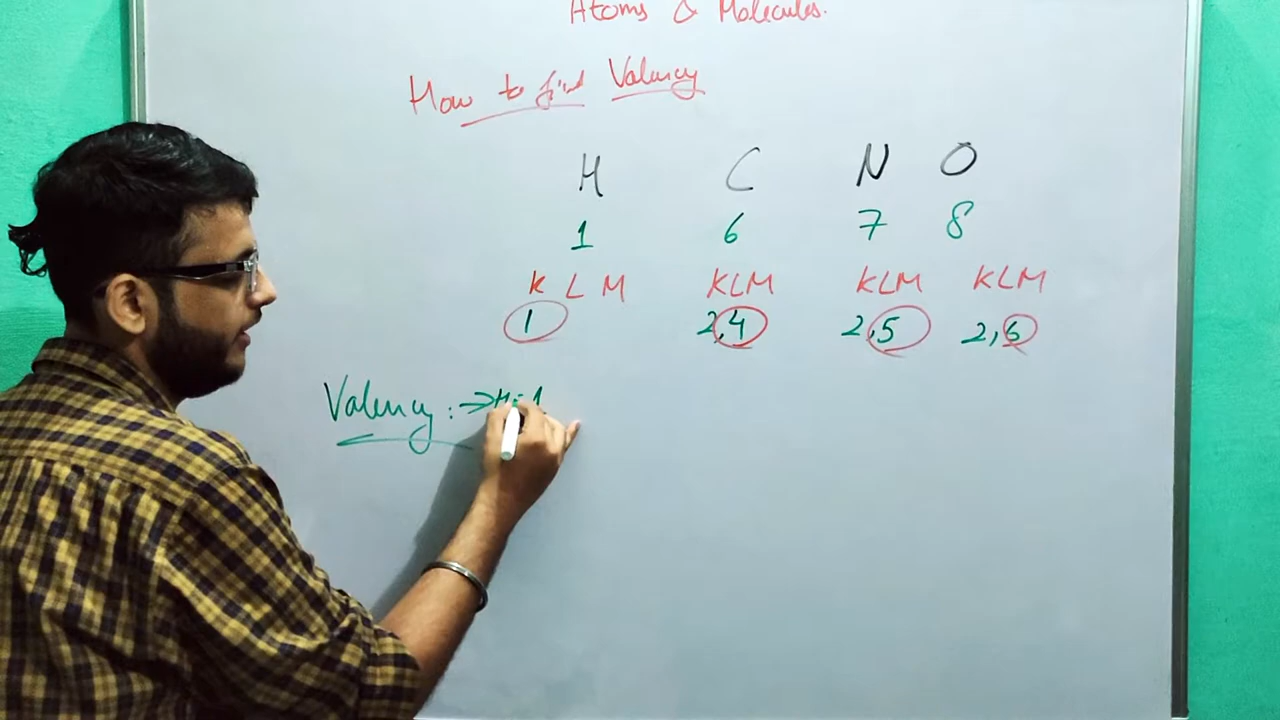 Atoms & Molecules.
How to find Valency
H C N O
1 6 7 8
K L M KLM KLM KLM
1 2,4 2,5 2,6
Valency : → H = 1